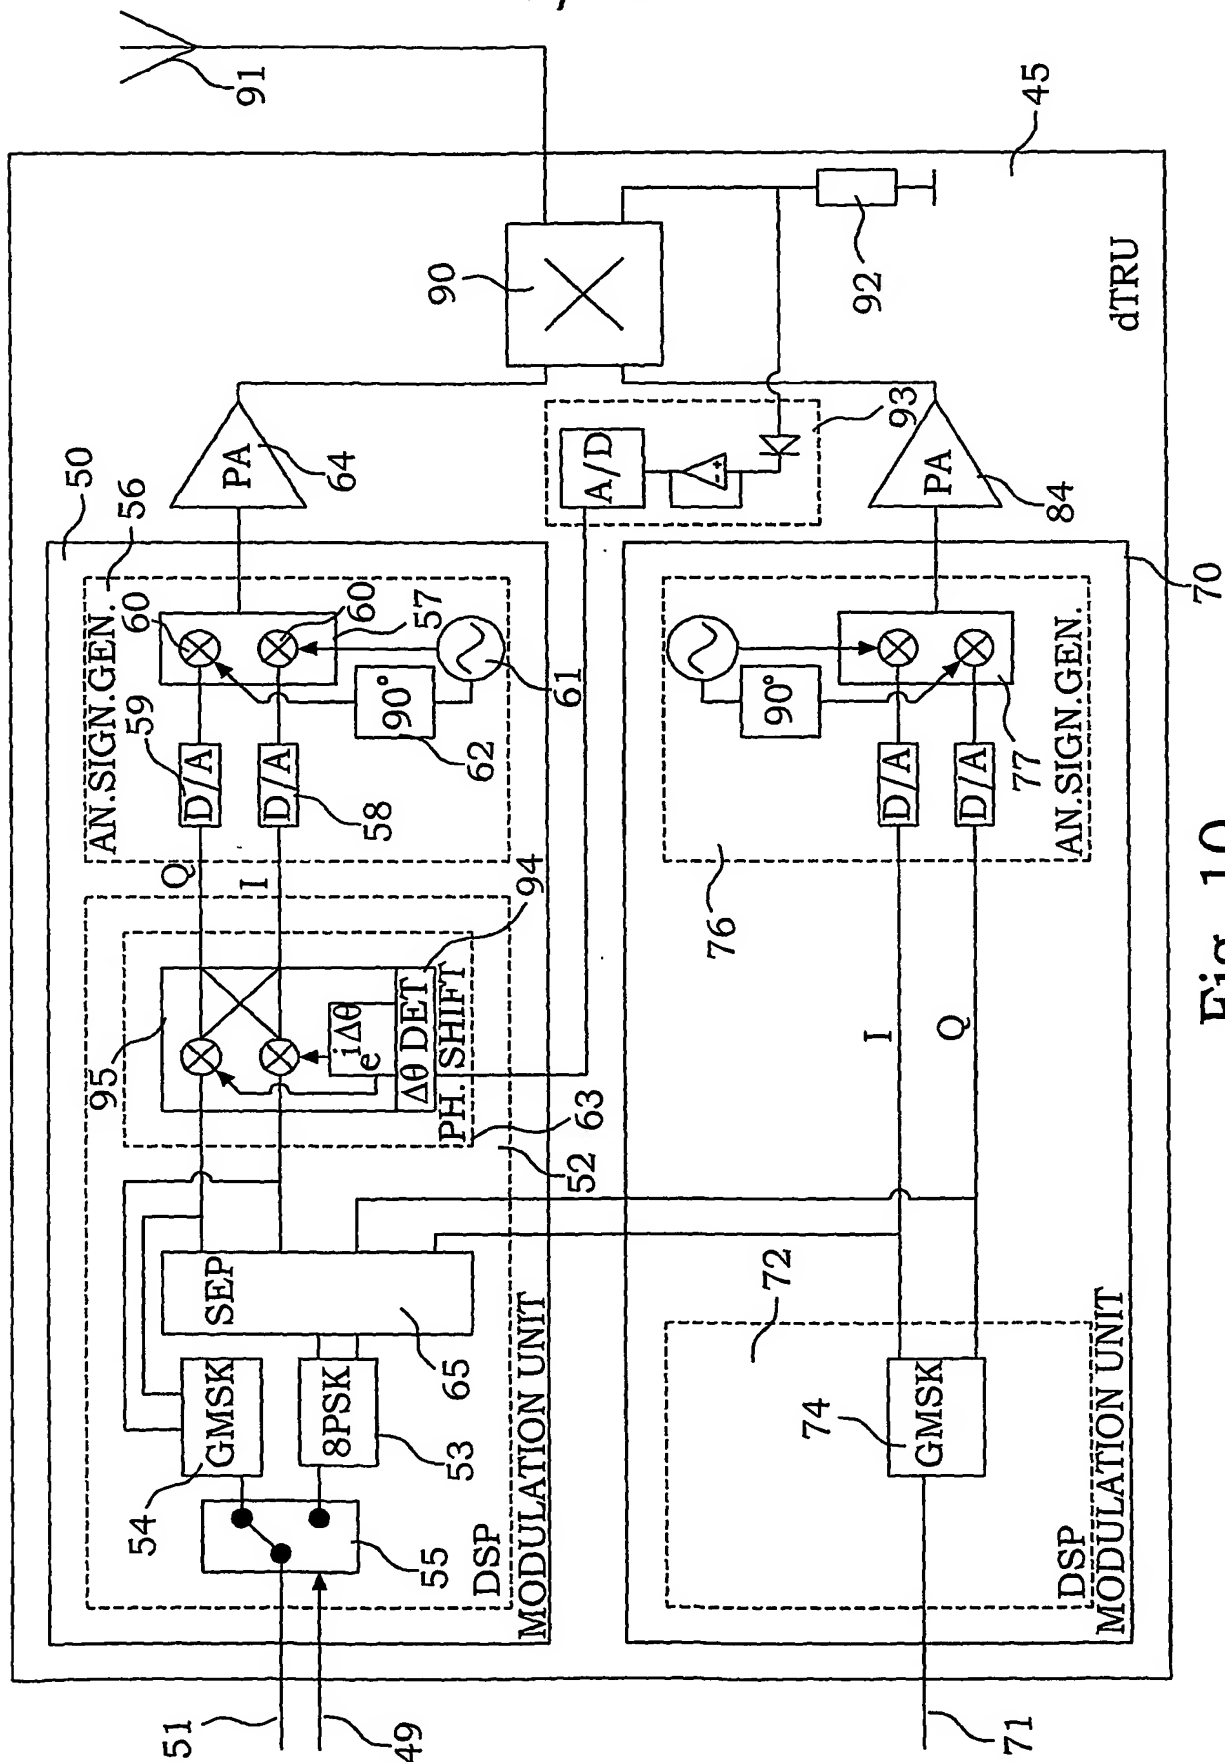 91
45
90
92
dTRU
50
56
PA
64
A/D
93
PA
84
AN.SIGN.GEN.
60
60
57
59
D/A
D/A
58
90°
62
61
Q
I
94
95
e iΔθ
Δθ DET
PH. SHIFT
63
52
SEP
65
GMSK
54
8PSK
53
55
DSP
MODULATION UNIT
51
49
70
90°
77
D/A
D/A
AN.SIGN.GEN.
76
I
Q
72
74
GMSK
DSP
MODULATION UNIT
71
Fig. 10